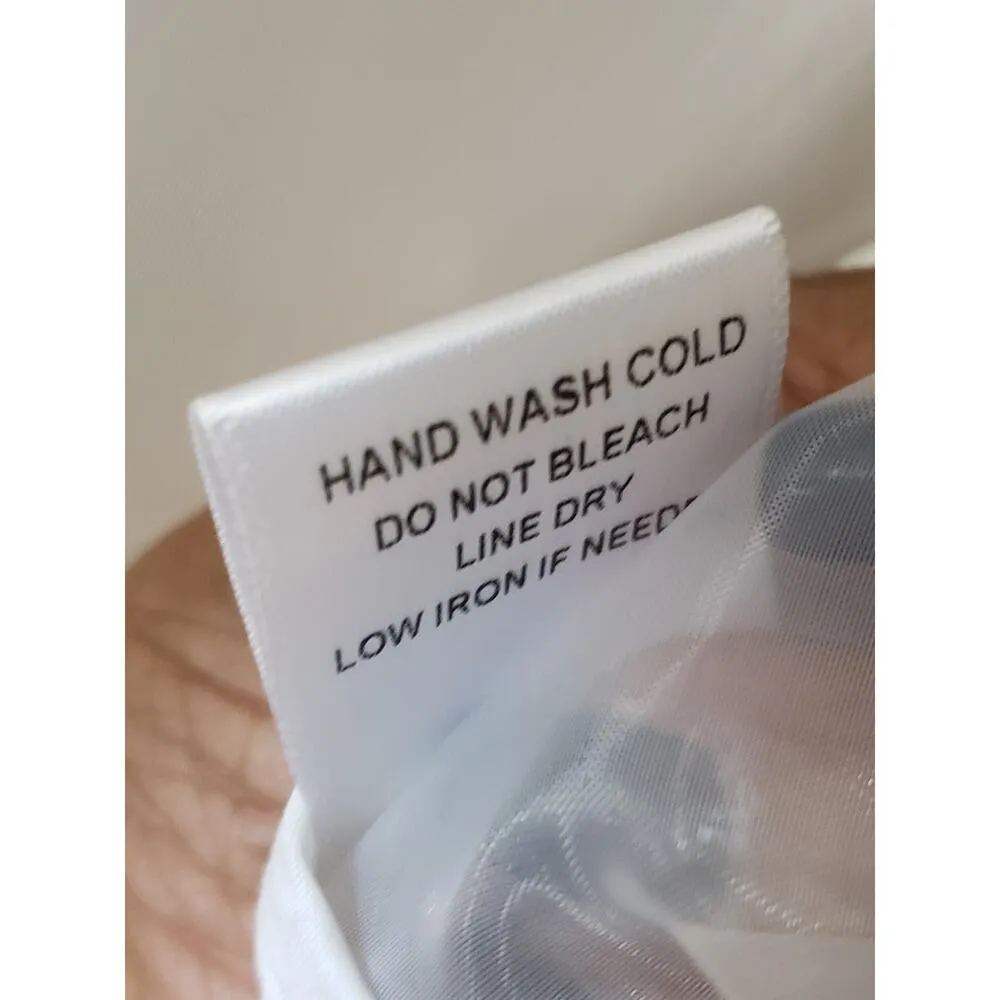 HAND WASH COLD
DO NOT BLEACH
LINE DRY
LOW IRON IF